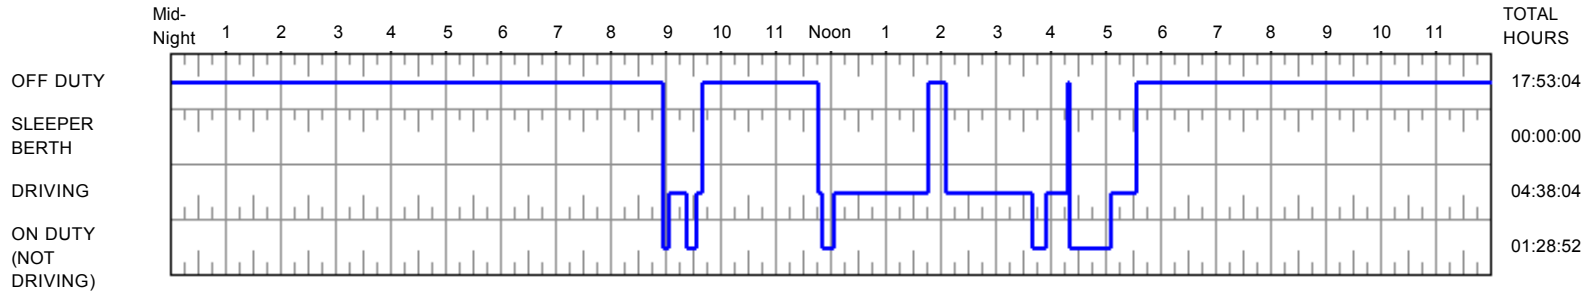 Mid-
Night 1 2 3 4 5 6 7 8 9 10 11 Noon 1 2 3 4 5 6 7 8 9 10 11
TOTAL
HOURS
OFF DUTY 17:53:04
SLEEPER
BERTH 00:00:00
DRIVING 04:38:04
ON DUTY
(NOT
DRIVING) 01:28:52